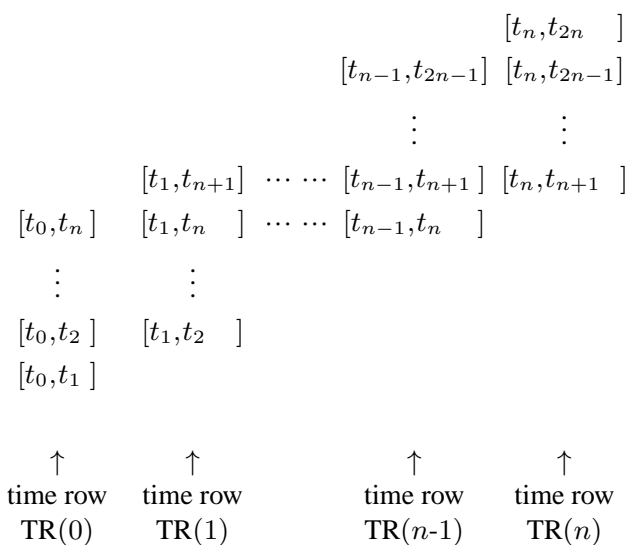 [t_n,t_{2n} ]
[t_{n-1},t_{2n-1}] [t_n,t_{2n-1}]
⋮ ⋮
[t_1,t_{n+1}] ⋯ ⋯ [t_{n-1},t_{n+1} ] [t_n,t_{n+1} ]
[t_0,t_n ] [t_1,t_n ] ⋯ ⋯ [t_{n-1},t_n ]
⋮ ⋮
[t_0,t_2 ] [t_1,t_2 ]
[t_0,t_1 ]
↑ ↑ ↑ ↑
time row time row time row time row
TR(0) TR(1) TR(n-1) TR(n)